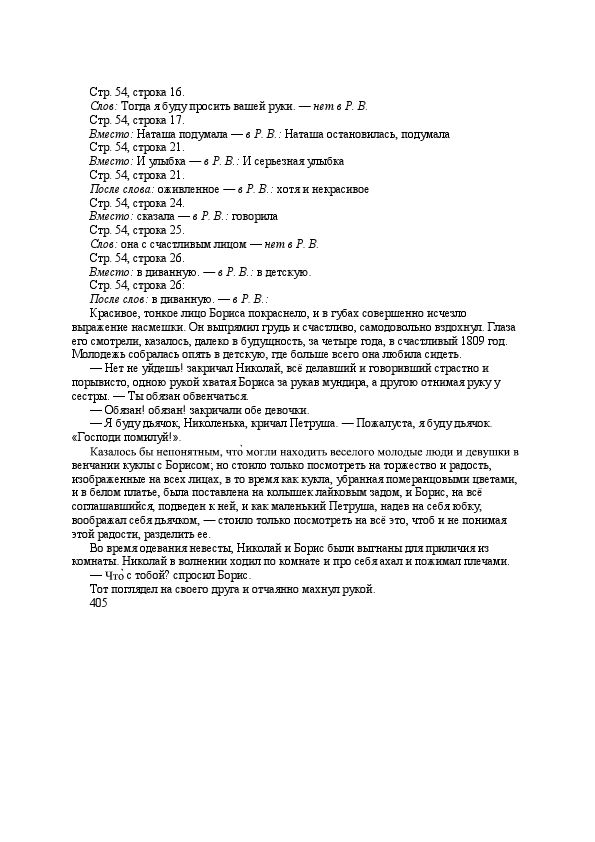 Стр. 54, строка 16.
Слов: Тогда я буду просить вашей руки. — нет в Р. В.
Стр. 54, строка 17.
Вместо: Наташа подумала — в Р. В.: Наташа остановилась, подумала
Стр. 54, строка 21.
Вместо: И улыбка — в Р. В.: И серьезная улыбка
Стр. 54, строка 21.
После слова: оживленное — в Р. В.: хотя и некрасивое
Стр. 54, строка 24.
Вместо: сказала — в Р. В.: говорила
Стр. 54, строка 25.
Слов: она с счастливым лицом — нет в Р. В.
Стр. 54, строка 26.
Вместо: в диванную. — в Р. В.: в детскую.
Стр. 54, строка 26:
После слов: в диванную. — в Р. В.:
Красивое, тонкое лицо Бориса покраснело, и в губах совершенно исчезло
выражение насмешки. Он выпрямил грудь и счастливо, самодовольно вздохнул. Глаза
его смотрели, казалось, далеко в будущность, за четыре года, в счастливый 1809 год.
Молодежь собралась опять в детскую, где больше всего она любила сидеть.
— Нет не уйдешь! закричал Николай, всё делавший и говоривший страстно и
порывисто, одною рукой хватая Бориса за рукав мундира, а другою отнимая руку у
сестры. — Ты обязан обвенчаться.
— Обязан! обязан! закричали обе девочки.
— Я буду дьячок, Николенька, кричал Петруша. — Пожалуста, я буду дьячок.
«Господи помилуй!».
Казалось бы непонятным, что̀ могли находить веселого молодые люди и девушки в
венчании куклы с Борисом; но стоило только посмотреть на торжество и радость,
изображенные на всех лицах, в то время как кукла, убранная померанцовыми цветами,
и в белом платье, была поставлена на колышек лайковым задом, и Борис, на всё
соглашавшийся, подведен к ней, и как маленький Петруша, надев на себя юбку,
воображал себя дьячком, — стоило только посмотреть на всё это, чтоб и не понимая
этой радости, разделить ее.
Во время одевания невесты, Николай и Борис были выгнаны для приличия из
комнаты. Николай в волнении ходил по комнате и про себя ахал и пожимал плечами.
— Что̀ с тобой? спросил Борис.
Тот поглядел на своего друга и отчаянно махнул рукой.
405